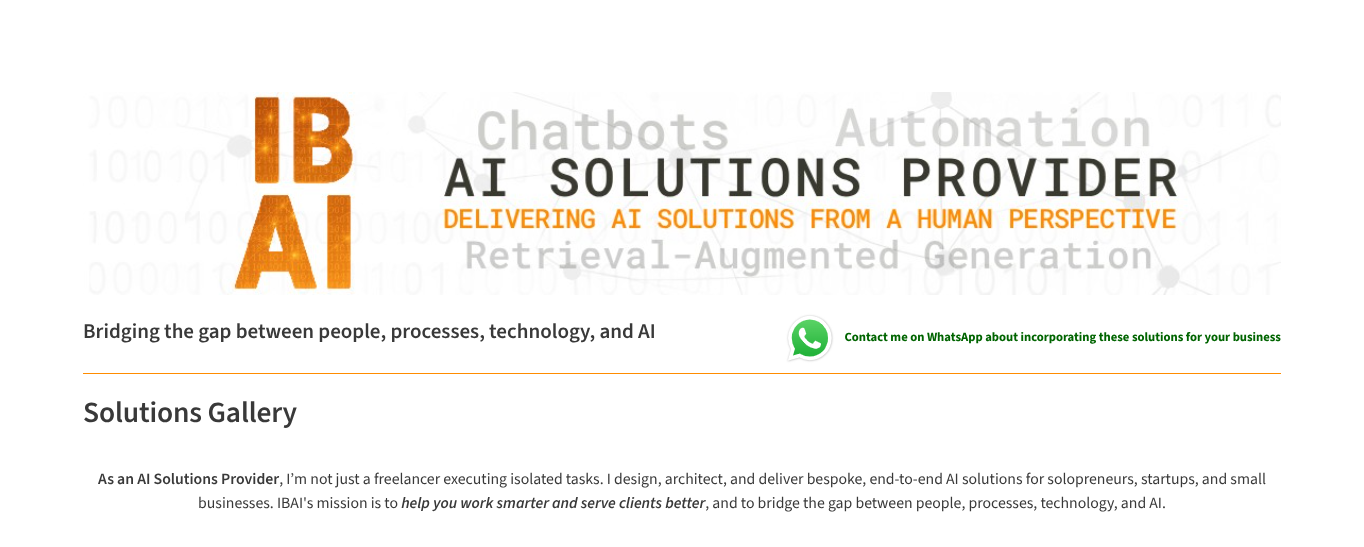 IB
AI
Chatbots Automation
AI SOLUTIONS PROVIDER
DELIVERING AI SOLUTIONS FROM A HUMAN PERSPECTIVE
Retrieval-Augmented Generation
Bridging the gap between people, processes, technology, and AI
Contact me on WhatsApp about incorporating these solutions for your business
Solutions Gallery
As an AI Solutions Provider, I'm not just a freelancer executing isolated tasks. I design, architect, and deliver bespoke, end-to-end AI solutions for solopreneurs, startups, and small
businesses. IBAI's mission is to help you work smarter and serve clients better, and to bridge the gap between people, processes, technology, and AI.